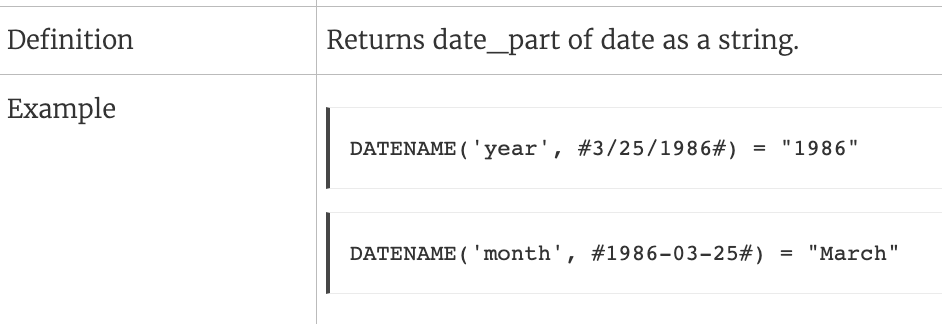 Definition
Returns date_part of date as a string.
Example
DATENAME('year', #3/25/1986#) = "1986"
DATENAME('month', #1986-03-25#) = "March"